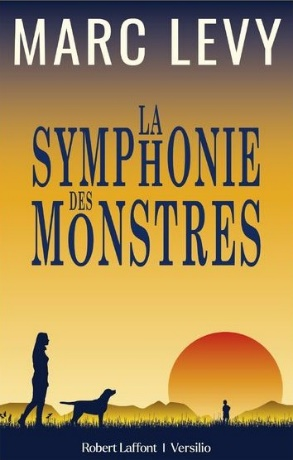 MARC LEVY
LA
SYMPHONIE
DES
MONSTRES
Robert Laffont | Versilio